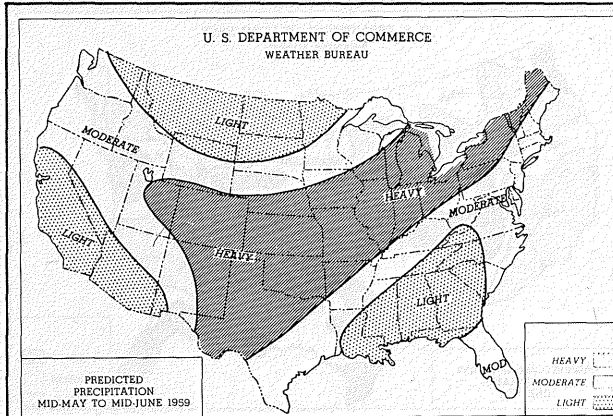 U. S. DEPARTMENT OF COMMERCE
WEATHER BUREAU
LIGHT
MODERATE
HEAVY
MODERATE
LIGHT
HEAVY
LIGHT
MOD
PREDICTED
PRECIPITATION
MID-MAY TO MID-JUNE 1959
HEAVY
MODERATE
LIGHT